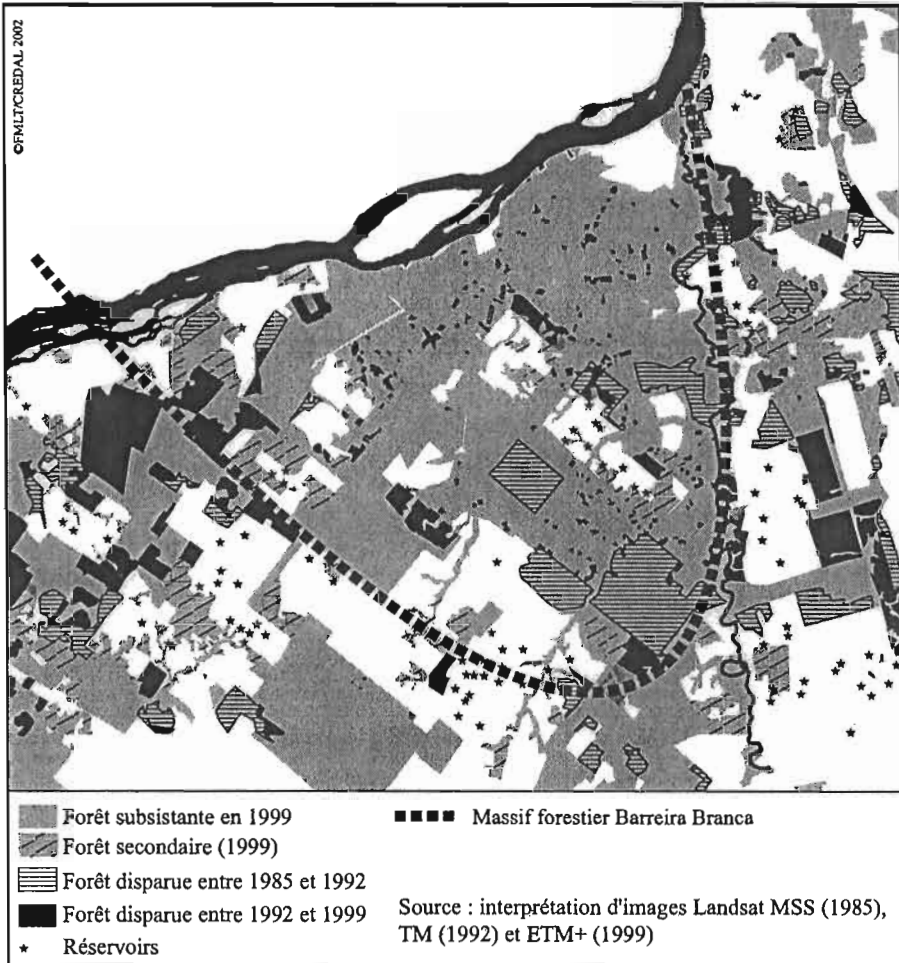 ©FMLT/CREDAL 2002
Forêt subsistante en 1999
Forêt secondaire (1999)
Forêt disparue entre 1985 et 1992
Forêt disparue entre 1992 et 1999
Réservoirs
Massif forestier Barreira Branca
Source : interprétation d'images Landsat MSS (1985),
TM (1992) et ETM+ (1999)